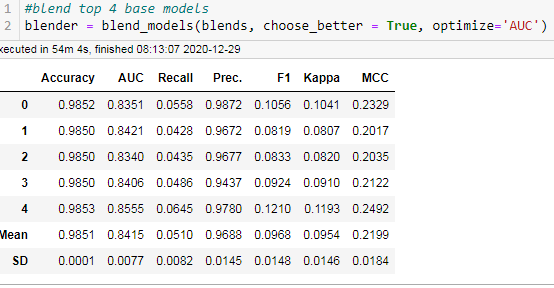 1 #blend top 4 base models
2 blender = blend_models(blends, choose_better = True, optimize='AUC')
xecuted in 54m 4s, finished 08:13:07 2020-12-29
Accuracy AUC Recall Prec. F1 Kappa MCC
0 0.9852 0.8351 0.0558 0.9872 0.1056 0.1041 0.2329
1 0.9850 0.8421 0.0428 0.9672 0.0819 0.0807 0.2017
2 0.9850 0.8340 0.0435 0.9677 0.0833 0.0820 0.2035
3 0.9850 0.8406 0.0486 0.9437 0.0924 0.0910 0.2122
4 0.9853 0.8555 0.0645 0.9780 0.1210 0.1193 0.2492
Mean 0.9851 0.8415 0.0510 0.9688 0.0968 0.0954 0.2199
SD 0.0001 0.0077 0.0082 0.0145 0.0148 0.0146 0.0184